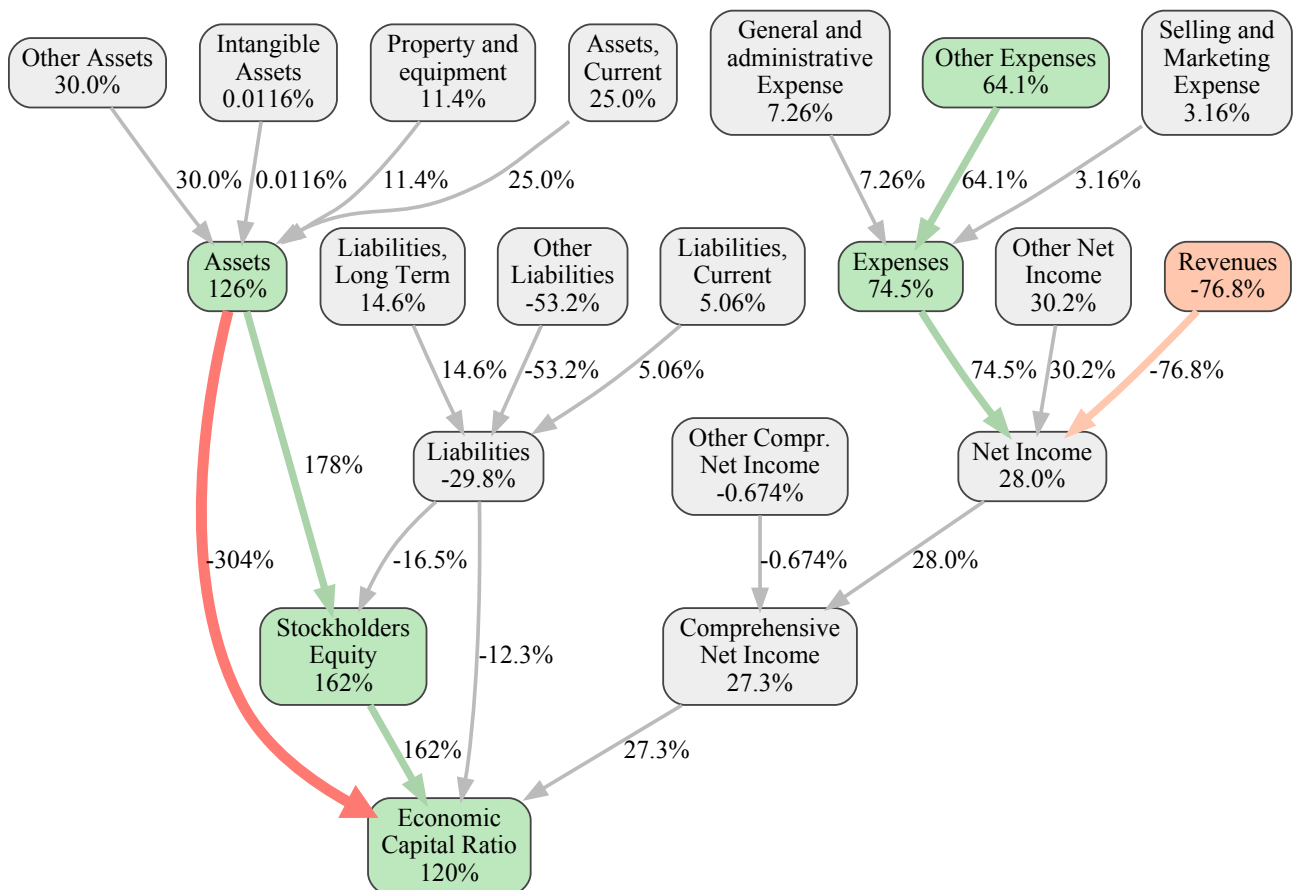 Other Assets
30.0%
Intangible
Assets
0.0116%
Property and
equipment
11.4%
Assets,
Current
25.0%
General and
administrative
Expense
7.26%
Other Expenses
64.1%
Selling and
Marketing
Expense
3.16%
30.0%
0.0116%
11.4%
25.0%
7.26%
64.1%
3.16%
Assets
126%
Liabilities,
Long Term
14.6%
Other
Liabilities
-53.2%
Liabilities,
Current
5.06%
Expenses
74.5%
Other Net
Income
30.2%
Revenues
-76.8%
14.6%
-53.2%
5.06%
74.5%
30.2%
-76.8%
178%
Liabilities
-29.8%
Other Compr.
Net Income
-0.674%
Net Income
28.0%
-304%
-16.5%
-0.674%
28.0%
Stockholders
Equity
162%
-12.3%
Comprehensive
Net Income
27.3%
162%
27.3%
Economic
Capital Ratio
120%